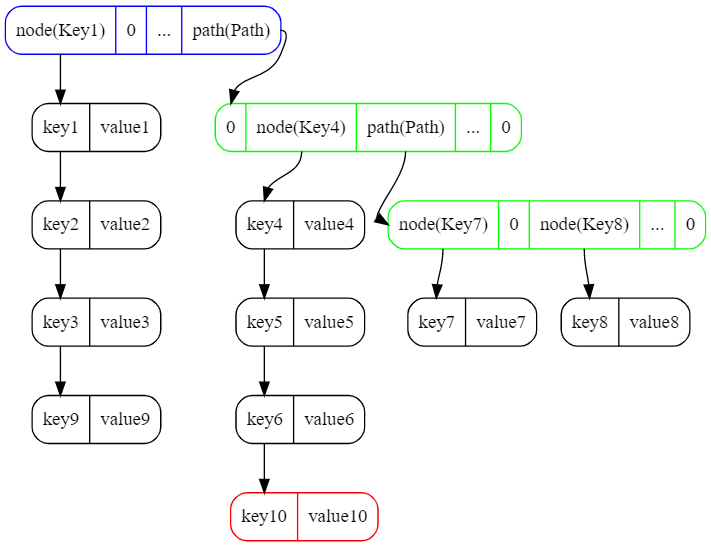 node(Key1) 0 ... path(Path)
key1 value1
0 node(Key4) path(Path) ... 0
key2 value2
key4 value4
node(Key7) 0 node(Key8) ... 0
key3 value3
key5 value5
key7 value7
key8 value8
key9 value9
key6 value6
key10 value10